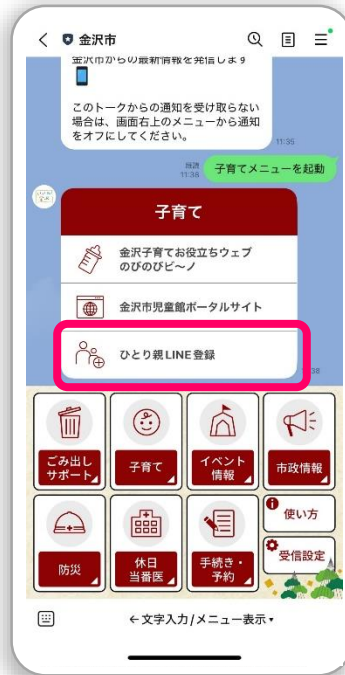 金沢市
金沢市からの最新情報を発信します
このトークからの通知を受け取らない
場合は、画面右上のメニューから通知
をオフにしてください。
11:35
既読
11:38
子育てメニューを起動
子育て
金沢子育てお役立ちウェブ
のびのびビ〜ノ
金沢市児童館ポータルサイト
ひとり親LINE登録
:38
ごみ出し
サポート
子育て
イベント
情報
市政情報
防災
休日
当番医
手続き・
予約
使い方
受信設定
←文字入力/メニュー表示▾